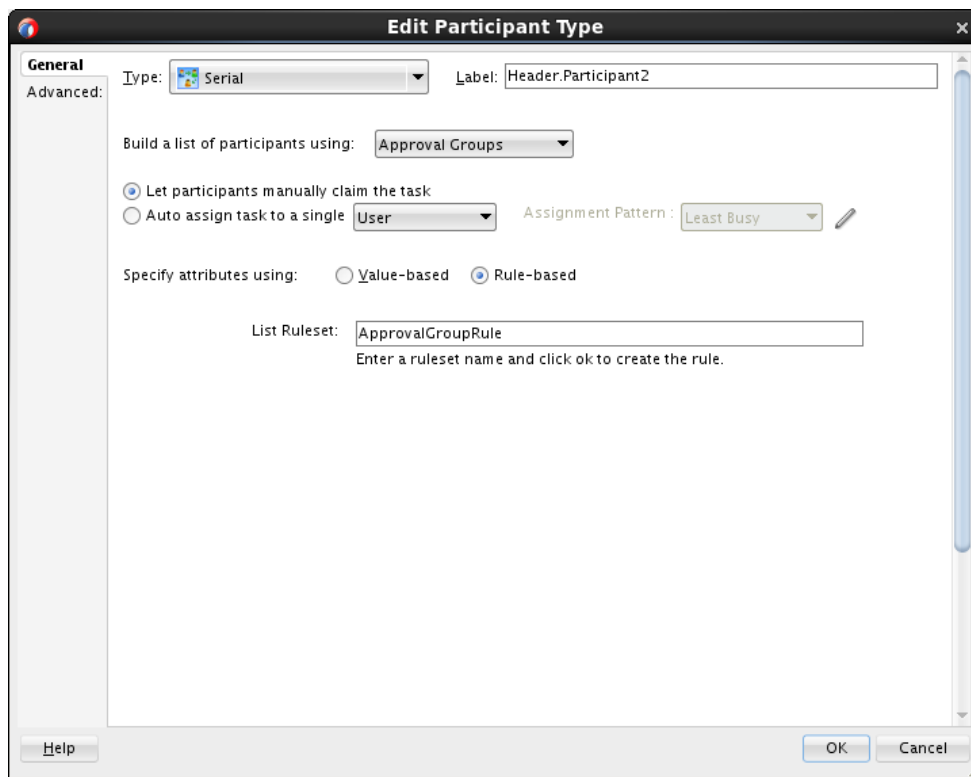 Edit Participant Type
General
Advanced:
Type: Serial Label: Header.Participant2
Build a list of participants using: Approval Groups
Let participants manually claim the task
Auto assign task to a single User Assignment Pattern : Least Busy
Specify attributes using: Value-based Rule-based
List Ruleset: ApprovalGroupRule
Enter a ruleset name and click ok to create the rule.
Help OK Cancel